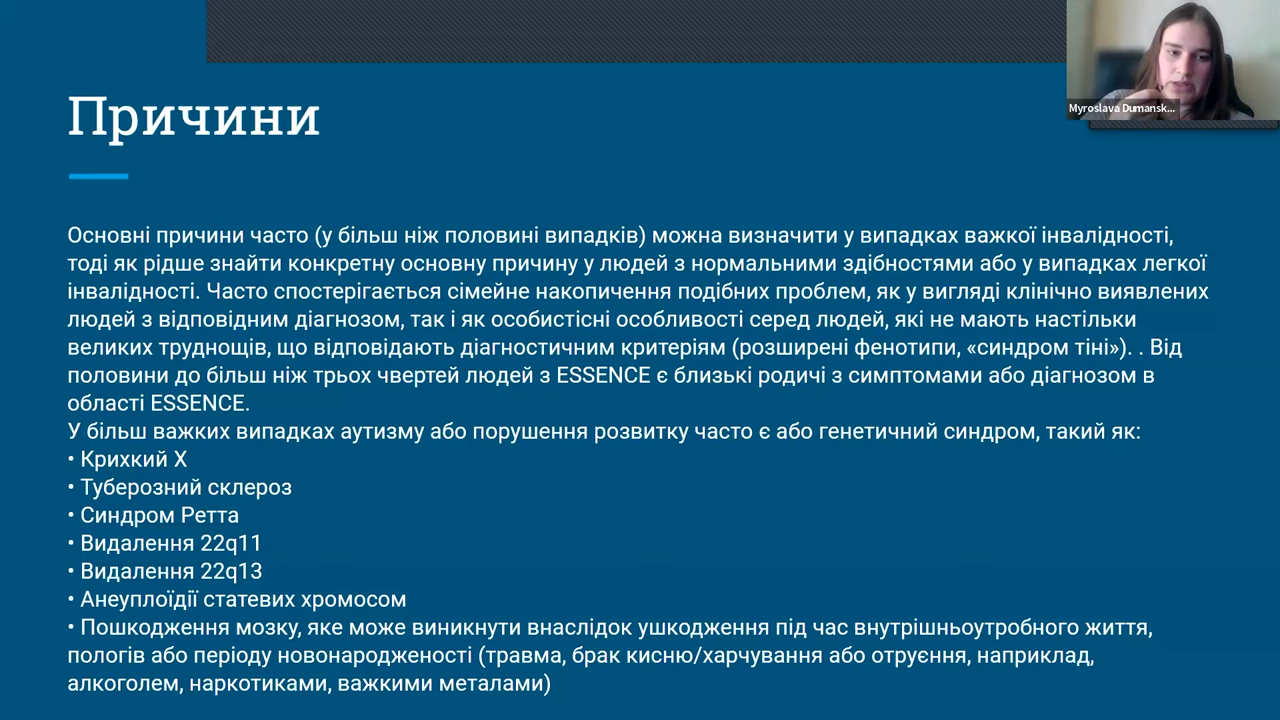 Myroslava Dumansk...
Причини
Основні причини часто (у більш ніж половині випадків) можна визначити у випадках важкої інвалідності,
тоді як рідше знайти конкретну основну причину у людей з нормальними здібностями або у випадках легкої
інвалідності. Часто спостерігається сімейне накопичення подібних проблем, як у вигляді клінічно виявлених
людей з відповідним діагнозом, так і як особистісні особливості серед людей, які не мають настільки
великих труднощів, що відповідають діагностичним критеріям (розширені фенотипи, «синдром тіні»). . Від
половини до більш ніж трьох чвертей людей з ESSENCE є близькі родичі з симптомами або діагнозом в
області ESSENCE.
У більш важких випадках аутизму або порушення розвитку часто є або генетичний синдром, такий як:
• Крихкий X
• Туберозний склероз
• Синдром Ретта
• Видалення 22q11
• Видалення 22q13
• Анеуплоїдії статевих хромосом
• Пошкодження мозку, яке може виникнути внаслідок ушкодження під час внутрішньоутробного життя,
пологів або періоду новонародженості (травма, брак кисню/харчування або отруєння, наприклад,
алкоголем, наркотиками, важкими металами)